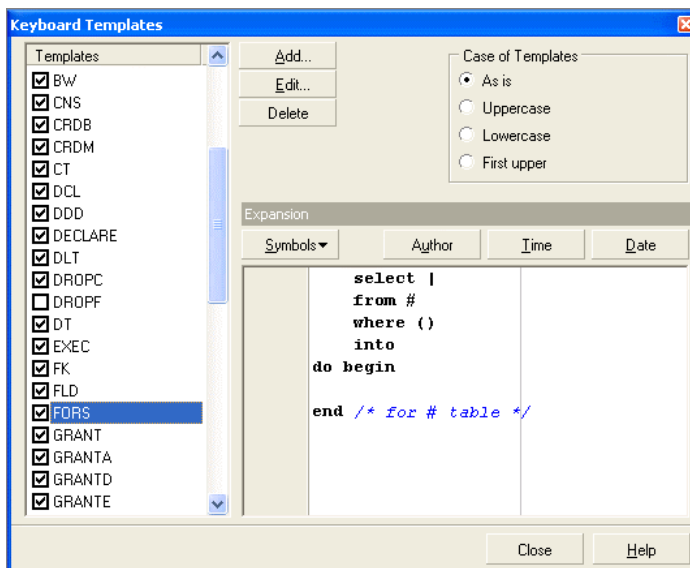 Keyboard Templates
Templates
BW
CNS
CRDB
CRDM
CT
DCL
DDD
DECLARE
DLT
DROPC
DROPF
DT
EXEC
FK
FLD
FORS
GRANT
GRANTA
GRANTD
GRANTE
Add...
Edit...
Delete
Case of Templates
As is
Uppercase
Lowercase
First upper
Expansion
Symbols
Author
Time
Date
select |
from #
where ()
into
do begin
end /* for # table */
Close
Help